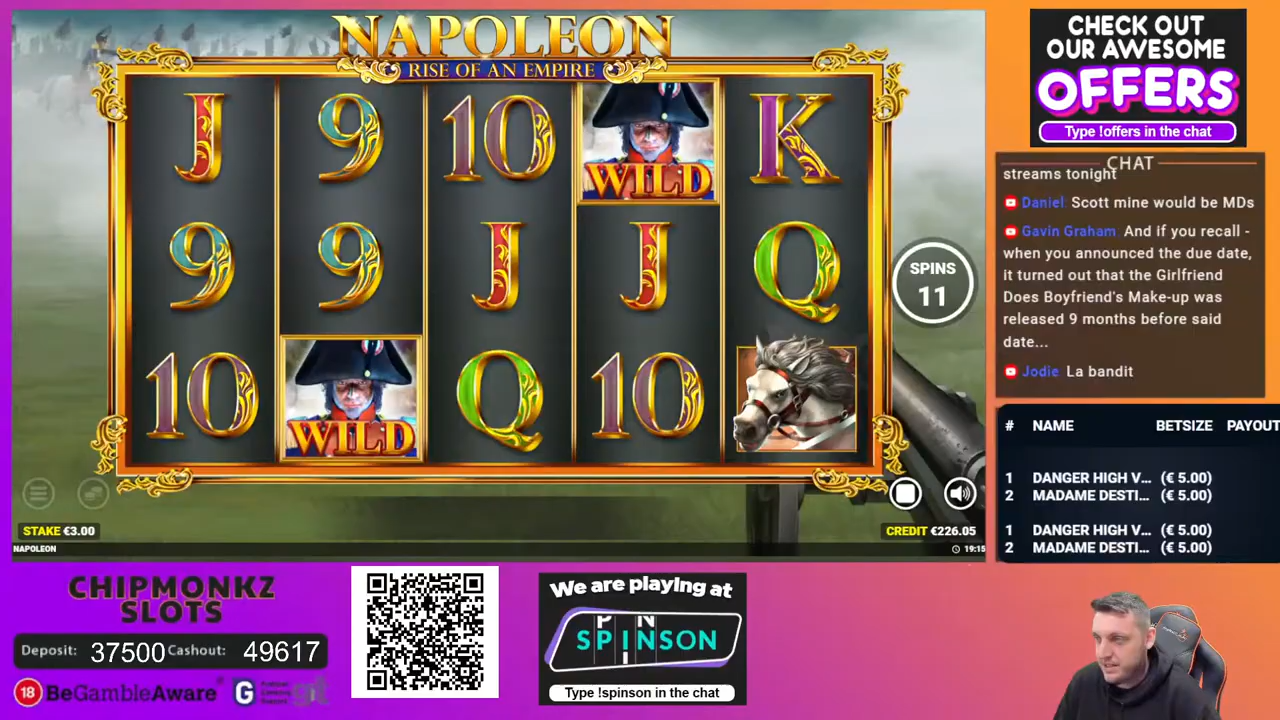 NAPOLEON
RISE OF AN EMPIRE
J 9 10 K
WILD
9 9 J J Q
10 Q 10
WILD
SPINS
11
STAKE €3.00
CREDIT €226.05
NAPOLEON
19:15
CHECK OUT
OUR AWESOME
OFFERS
Type !offers in the chat
CHAT
streams tonight
Daniel Scott mine would be MDs
Gavin Graham And if you recall -
when you announced the due date,
it turned out that the Girlfriend
Does Boyfriend's Make-up was
released 9 months before said
date...
Jodie La bandit
# NAME BETSIZE PAYOUT
1 DANGER HIGH V... (€ 5.00)
2 MADAME DESTI... (€ 5.00)
1 DANGER HIGH V... (€ 5.00)
2 MADAME DESTI... (€ 5.00)
CHIPMONKZ
SLOTS
Deposit: 37500 Cashout: 49617
18 BeGambleAware
We are playing at
SPINSON
Type !spinson in the chat